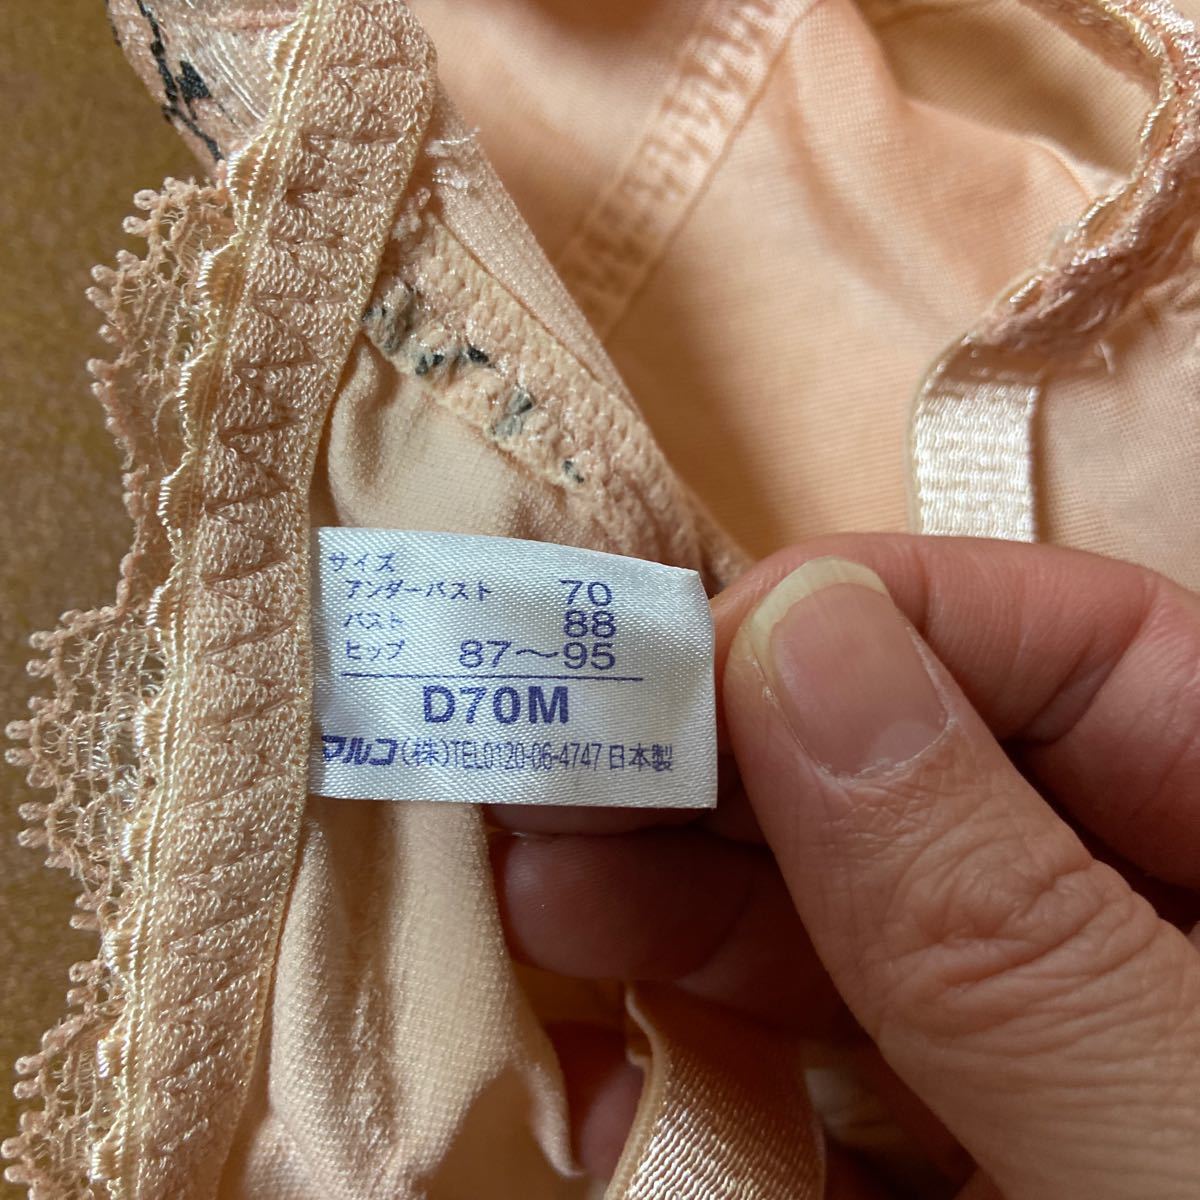 サイズ
アンダーバスト 70
バスト 88
ヒップ 87～95
D70M
マルコ(株)TEL0120-06-4747 日本製